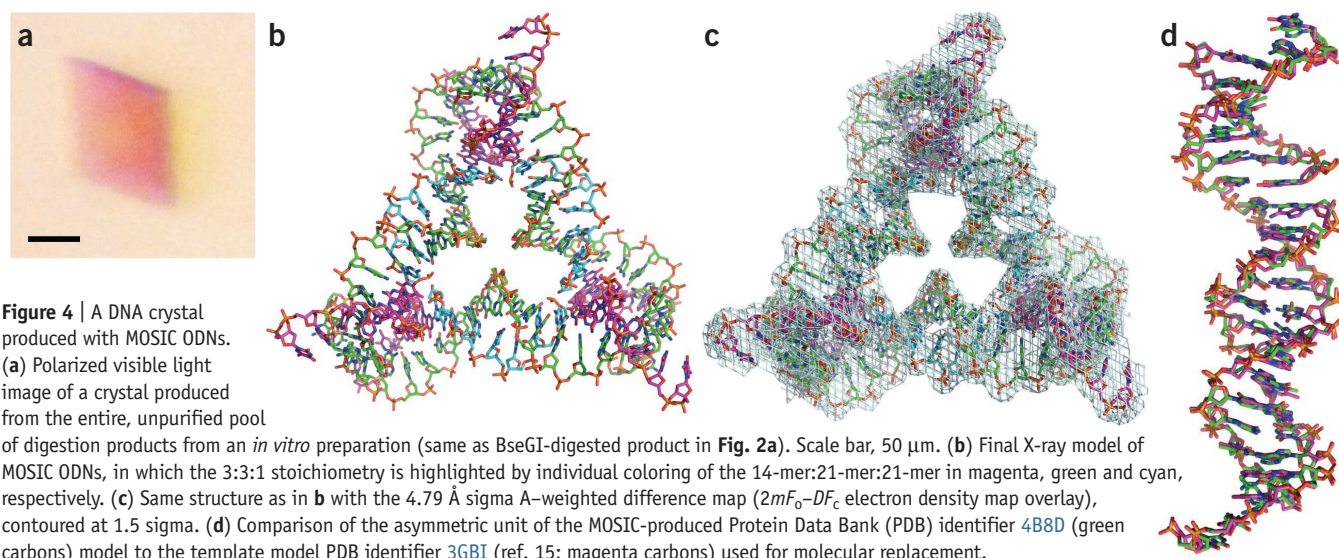 a
b
c
d
Figure 4 | A DNA crystal
produced with MOSIC ODNs.
(a) Polarized visible light
image of a crystal produced
from the entire, unpurified pool
of digestion products from an in vitro preparation (same as BseGI-digested product in Fig. 2a). Scale bar, 50 μm. (b) Final X-ray model of
MOSIC ODNs, in which the 3:3:1 stoichiometry is highlighted by individual coloring of the 14-mer:21-mer:21-mer in magenta, green and cyan,
respectively. (c) Same structure as in b with the 4.79 Å sigma A–weighted difference map (2mFo–DFc electron density map overlay),
contoured at 1.5 sigma. (d) Comparison of the asymmetric unit of the MOSIC-produced Protein Data Bank (PDB) identifier 4B8D (green
carbons) model to the template model PDB identifier 3GBI (ref. 15; magenta carbons) used for molecular replacement.